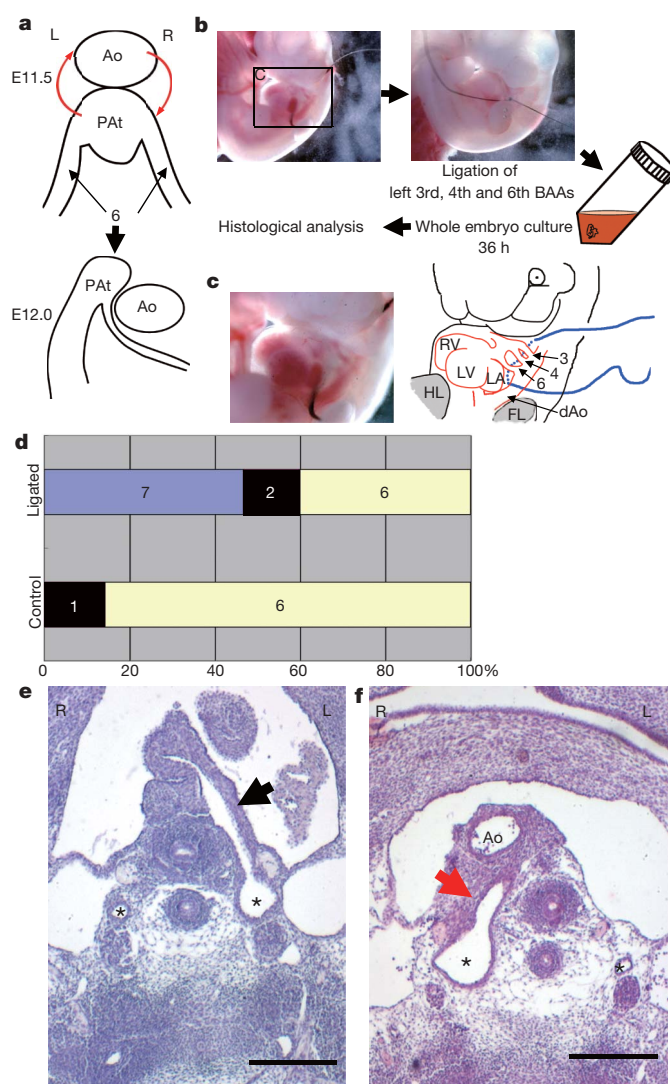 a
L R
Ao
E11.5
PAt
6
PAt
Ao
E12.0
b
C
Ligation of
left 3rd, 4th and 6th BAAs
Histological analysis
Whole embryo culture
36 h
c
RV
LV
LA
3
4
6
HL
FL
dAo
d
Ligated
7 2 6
Control
1 6
0 20 40 60 80 100%
e
R L
*
*
f
R L
Ao
*
*